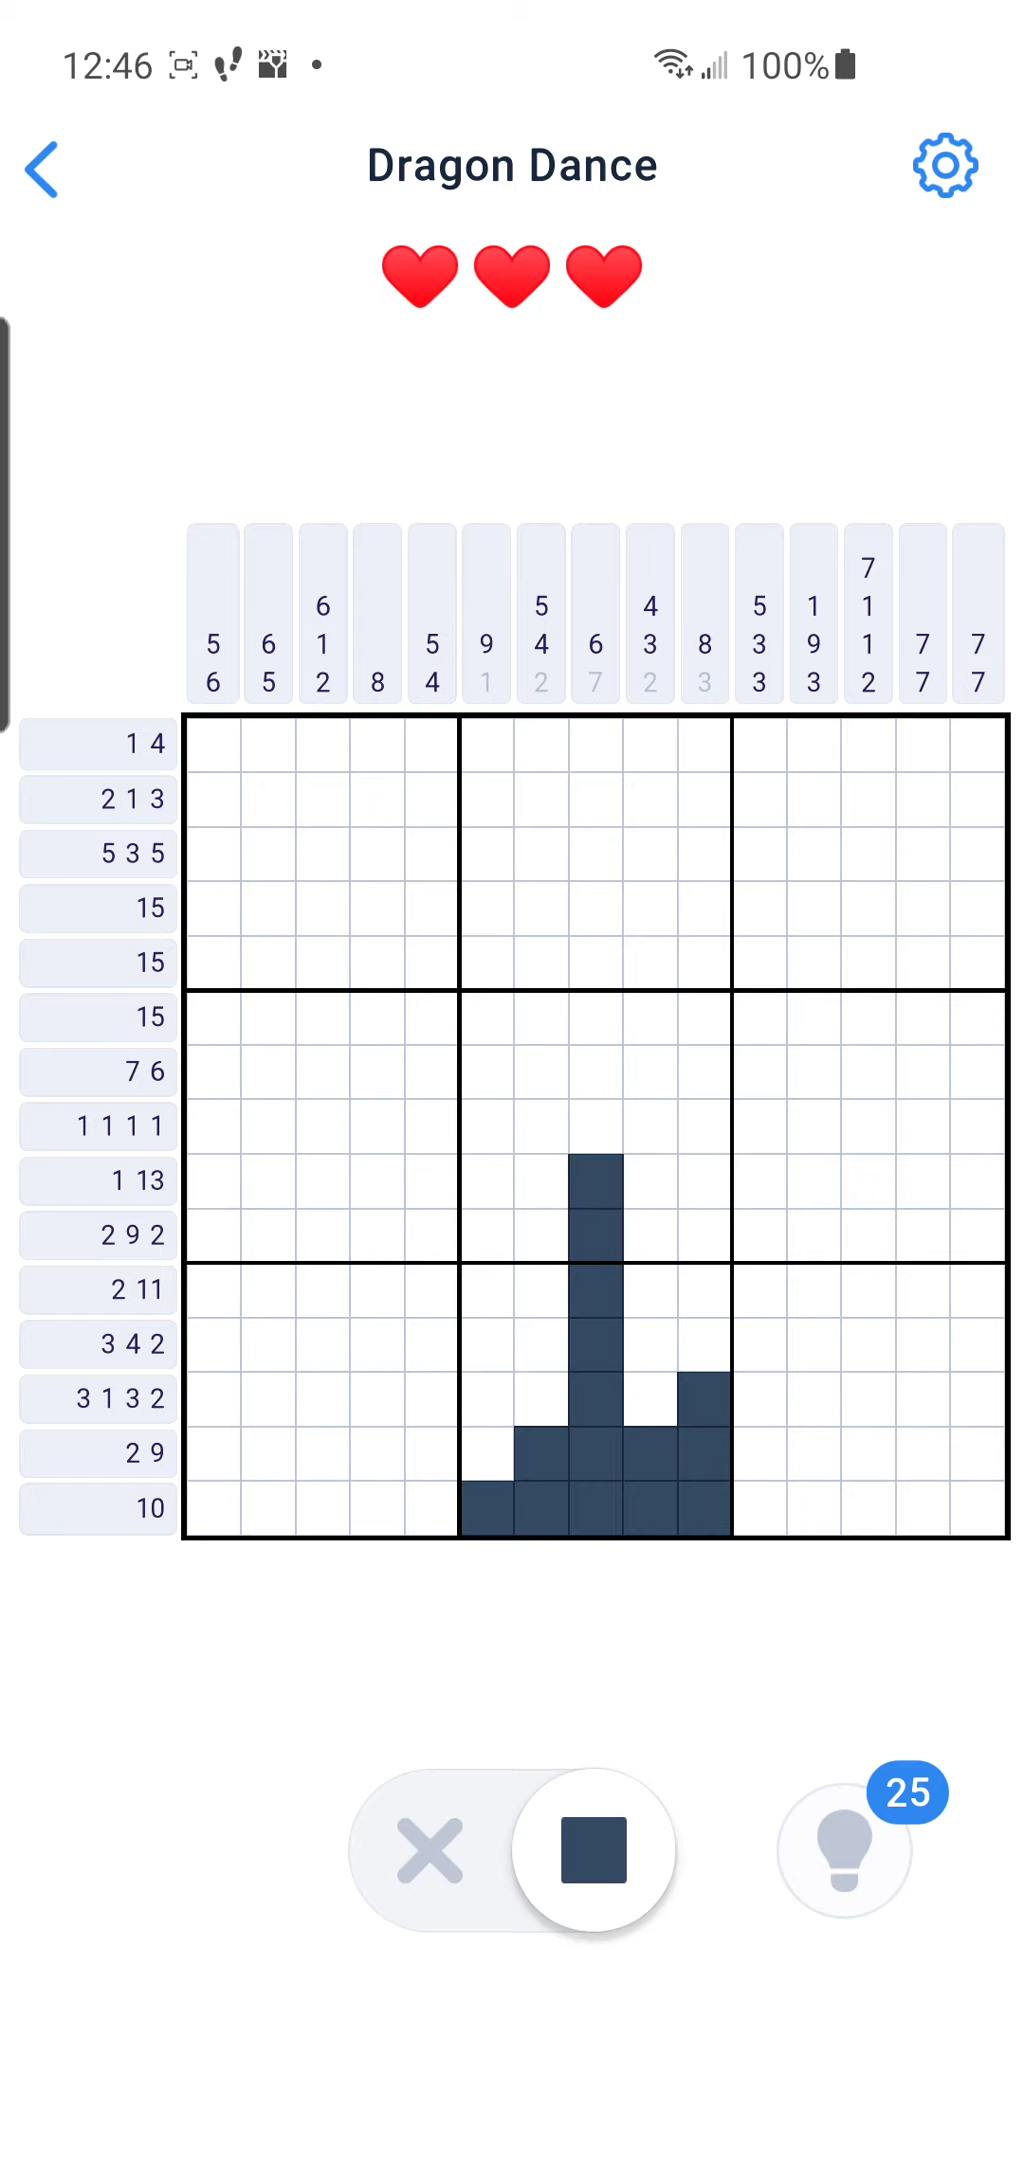 12:46 100%
Dragon Dance
7
6 5 4 5 1 1
5 6 1 5 9 4 6 3 8 3 9 1 7 7
6 5 2 8 4 1 2 7 2 3 3 3 2 7 7
1 4
2 1 3
5 3 5
15
15
15
7 6
1 1 1 1
1 13
2 9 2
2 11
3 4 2
3 1 3 2
2 9
10
25